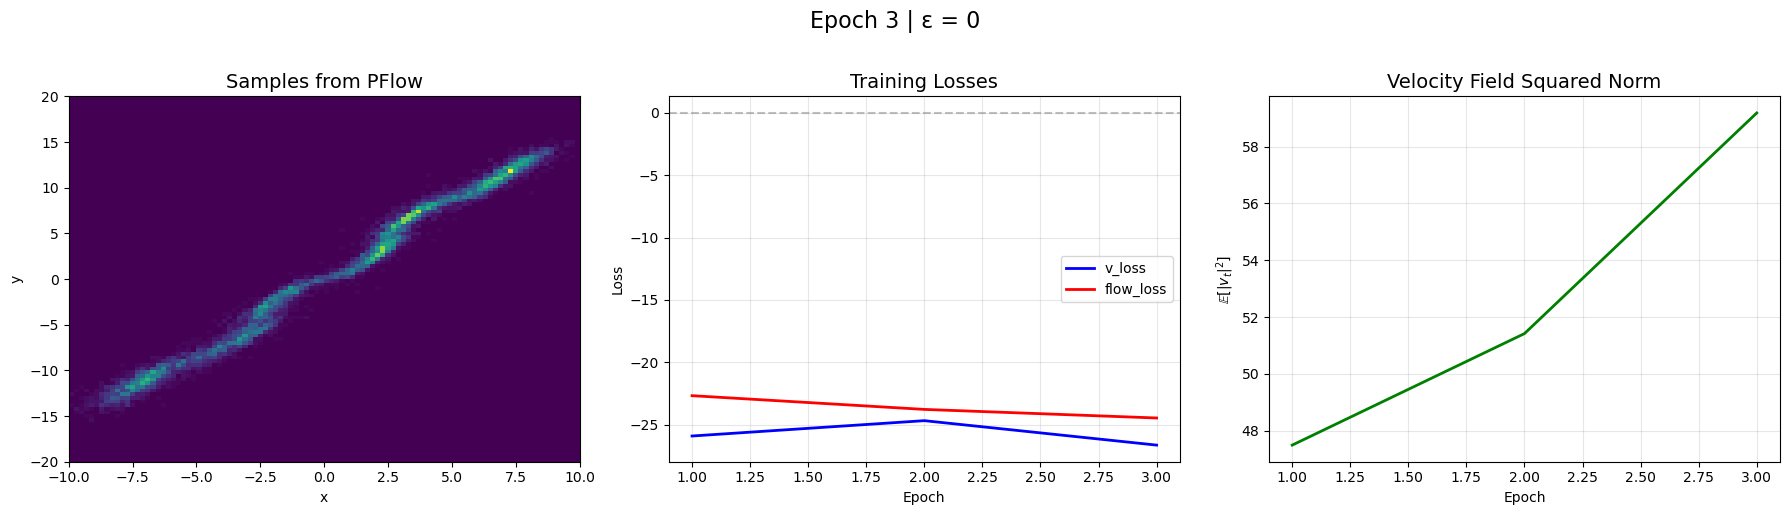 Epoch 3 | ε = 0
Samples from PFlow
20
15
10
5
0
−5
−10
−15
−20
y
−10.0 −7.5 −5.0 −2.5 0.0 2.5 5.0 7.5 10.0
x
Training Losses
0
−5
−10
−15
−20
−25
Loss
v_loss
flow_loss
1.00 1.25 1.50 1.75 2.00 2.25 2.50 2.75 3.00
Epoch
Velocity Field Squared Norm
58
56
54
52
50
48
𝔼[|v_t|²]
1.00 1.25 1.50 1.75 2.00 2.25 2.50 2.75 3.00
Epoch